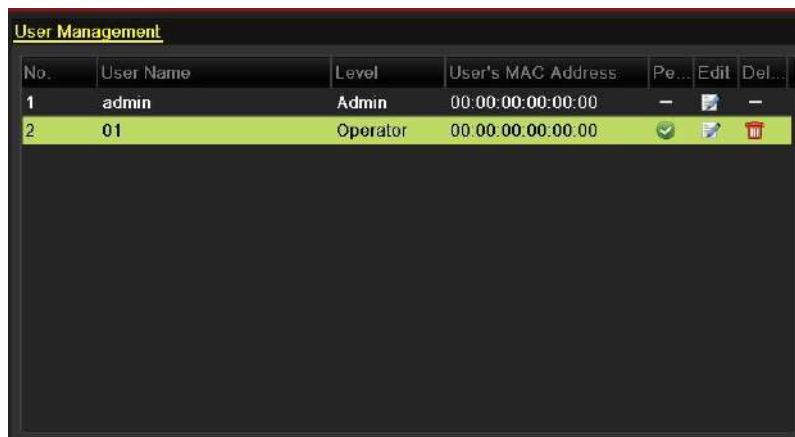 User Management
No. User Name Level User's MAC Address Pe... Edit Del...
1 admin Admin 00:00:00:00:00:00 –
2 01 Operator 00:00:00:00:00:00